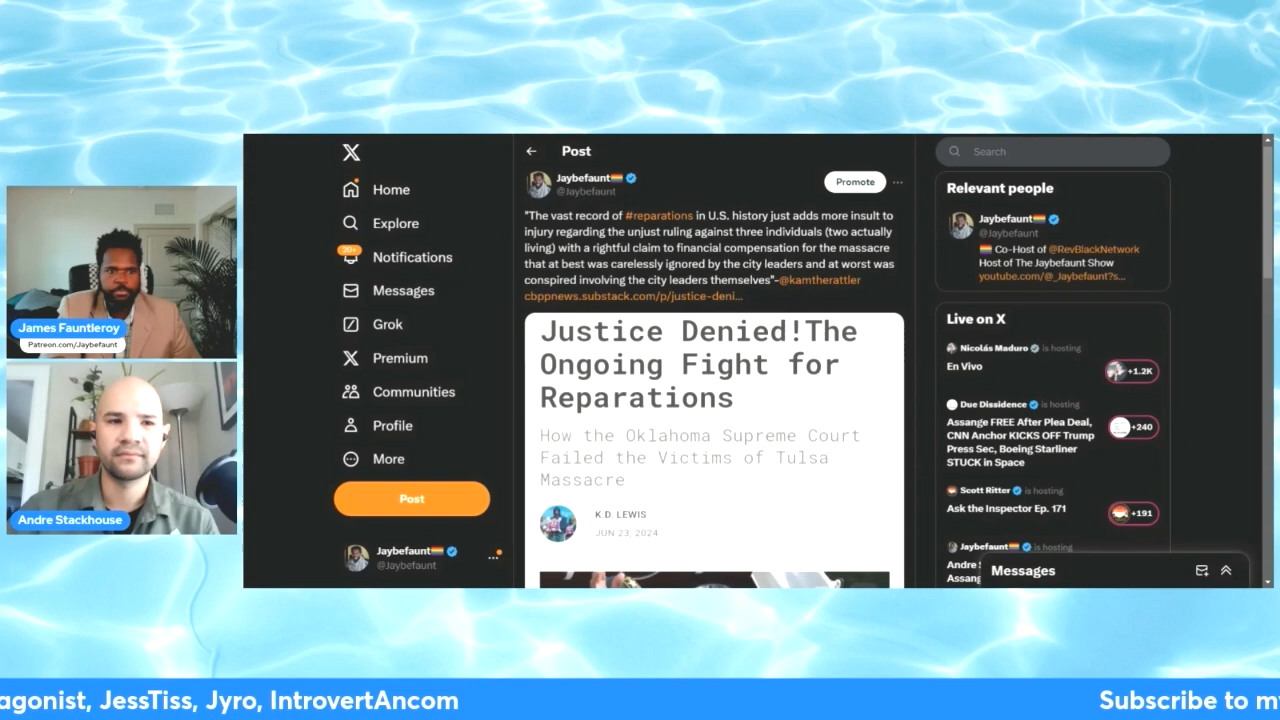 James Fauntleroy
Patreon.com/Jaybefaunt
Andre Stackhouse
Home
Explore
20+
Notifications
Messages
Grok
Premium
Communities
Profile
More
Post
Jaybefaunt🏳️‍🌈
@Jaybefaunt
Post
Jaybefaunt🏳️‍🌈
@Jaybefaunt
Promote
"The vast record of #reparations in U.S. history just adds more insult to
injury regarding the unjust ruling against three individuals (two actually
living) with a rightful claim to financial compensation for the massacre
that at best was carelessly ignored by the city leaders and at worst was
conspired involving the city leaders themselves"-@kamtherattler
cbppnews.substack.com/p/justice-deni...
Justice Denied!The
Ongoing Fight for
Reparations
How the Oklahoma Supreme Court
Failed the Victims of Tulsa
Massacre
K.D LEWIS
JUN 23, 2024
Search
Relevant people
Jaybefaunt🏳️‍🌈
@Jaybefaunt
🏳️‍🌈 Co-Host of @RevBlackNetwork
Host of The Jaybefaunt Show
youtube.com/@_Jaybefaunt?s...
Live on X
Nicolás Maduro is hosting
En Vivo
+1.2K
Due Dissidence is hosting
Assange FREE After Plea Deal,
CNN Anchor KICKS OFF Trump
Press Sec, Boeing Starliner
STUCK in Space
+240
Scott Ritter is hosting
Ask the Inspector Ep. 171
+191
Jaybefaunt🏳️‍🌈 is hosting
Andre
Assang
Messages
agonist, JessTiss, Jyro, IntrovertAncom
Subscribe to m